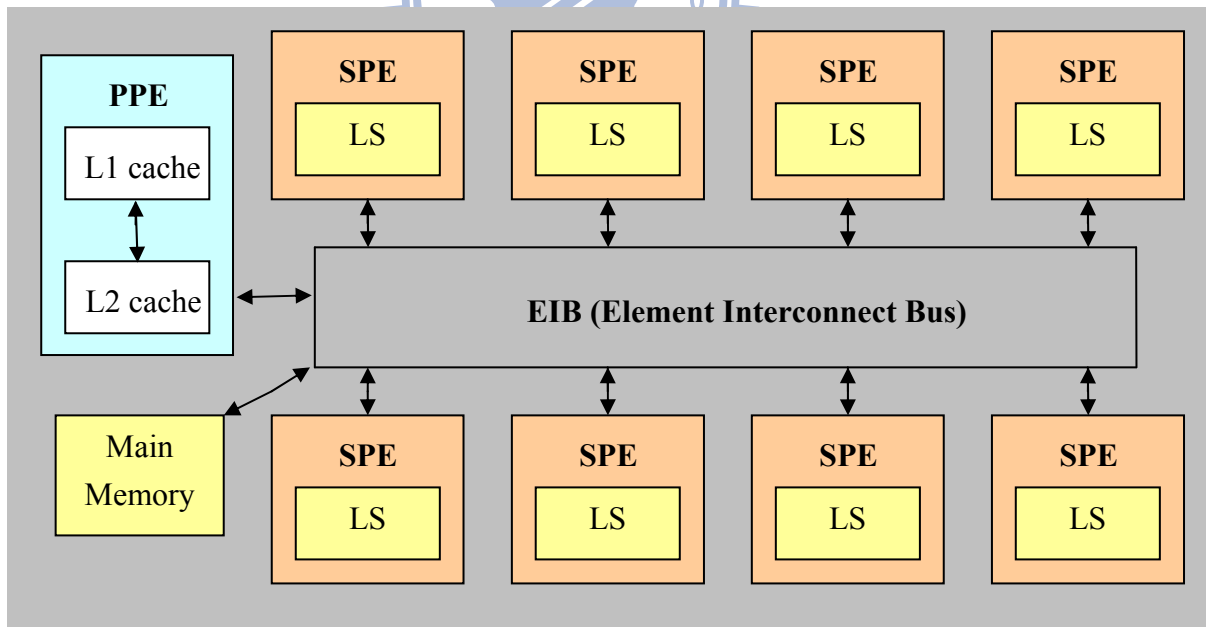 PPE
L1 cache
L2 cache
SPE
LS
SPE
LS
SPE
LS
SPE
LS
EIB (Element Interconnect Bus)
Main
Memory
SPE
LS
SPE
LS
SPE
LS
SPE
LS